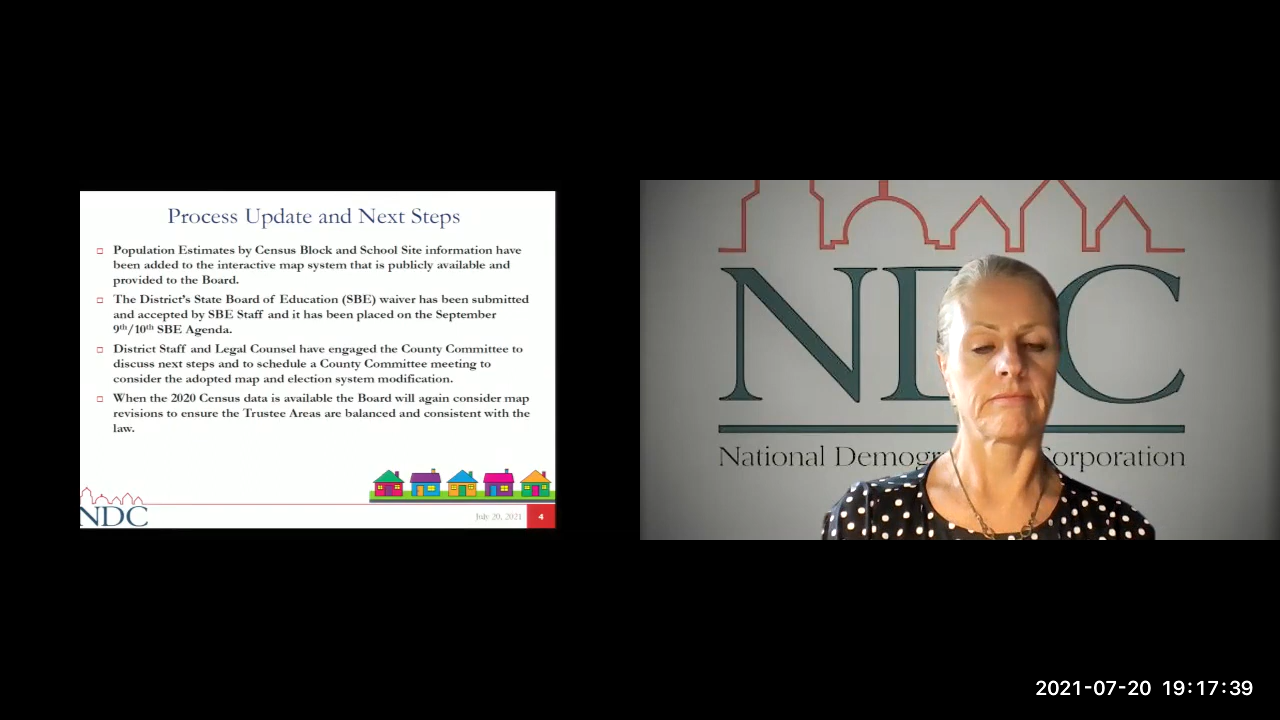 Process Update and Next Steps
Population Estimates by Census Block and School Site information have
been added to the interactive map system that is publicly available and
provided to the Board.
The District's State Board of Education (SBE) waiver has been submitted
and accepted by SBE Staff and it has been placed on the September
9th/10th SBE Agenda.
District Staff and Legal Counsel have engaged the County Committee to
discuss next steps and to schedule a County Committee meeting to
consider the adopted map and election system modification.
When the 2020 Census data is available the Board will again consider map
revisions to ensure the Trustee Areas are balanced and consistent with the
law.
NDC
July 20, 2021
4
NDC
National Demog orporation
2021-07-20 19:17:39